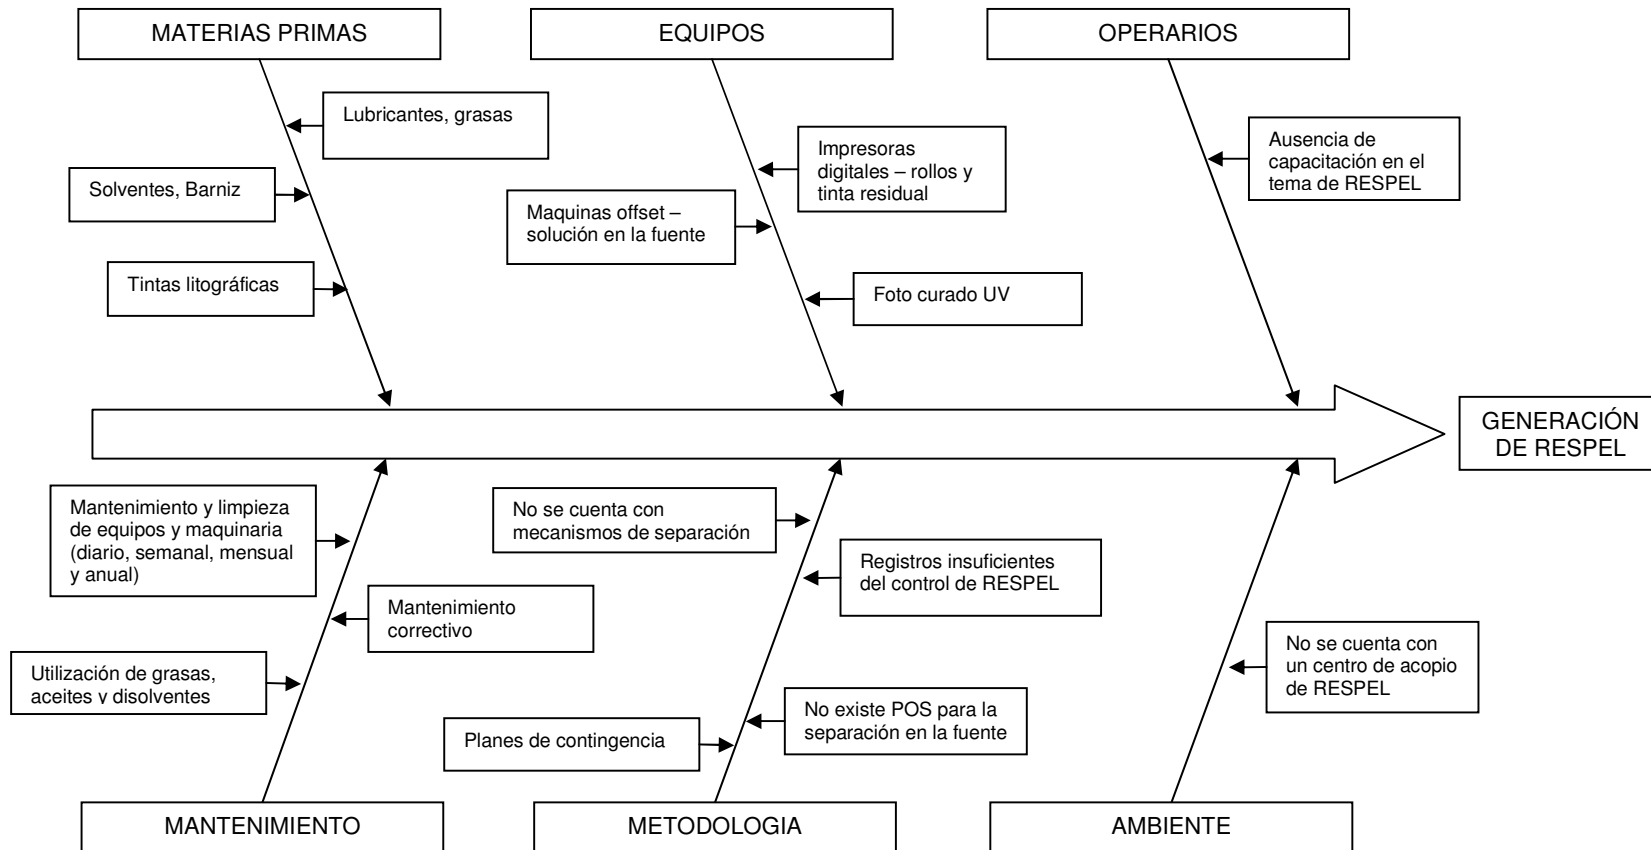 MATERIAS PRIMAS
EQUIPOS
OPERARIOS
Lubricantes, grasas
Solventes, Barniz
Tintas litográficas
Impresoras
digitales – rollos y
tinta residual
Maquinas offset –
solución en la fuente
Foto curado UV
Ausencia de
capacitación en el
tema de RESPEL
GENERACIÓN
DE RESPEL
Mantenimiento y limpieza
de equipos y maquinaria
(diario, semanal, mensual
y anual)
Mantenimiento
correctivo
Utilización de grasas,
aceites y disolventes
No se cuenta con
mecanismos de separación
Registros insuficientes
del control de RESPEL
No existe POS para la
separación en la fuente
Planes de contingencia
No se cuenta con
un centro de acopio
de RESPEL
MANTENIMIENTO
METODOLOGIA
AMBIENTE